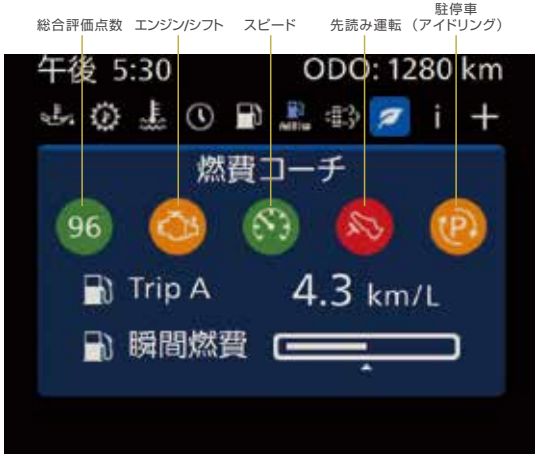 総合評価点数 エンジン/シフト スピード 先読み運転 駐停車
(アイドリング)
午後 5:30 ODO: 1280 km
i +
燃費コーチ
96 P
Trip A 4.3 km/L
瞬間燃費